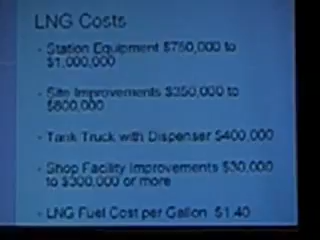 LNG Costs
- Station Equipment $750,000 to
$1,000,000
- Site Improvements $350,000 to
$800,000
- Tank Truck with Dispenser $400,000
- Shop Facility Improvements $30,000
to $300,000 or more
- LNG Fuel Cost per Gallon $1.40